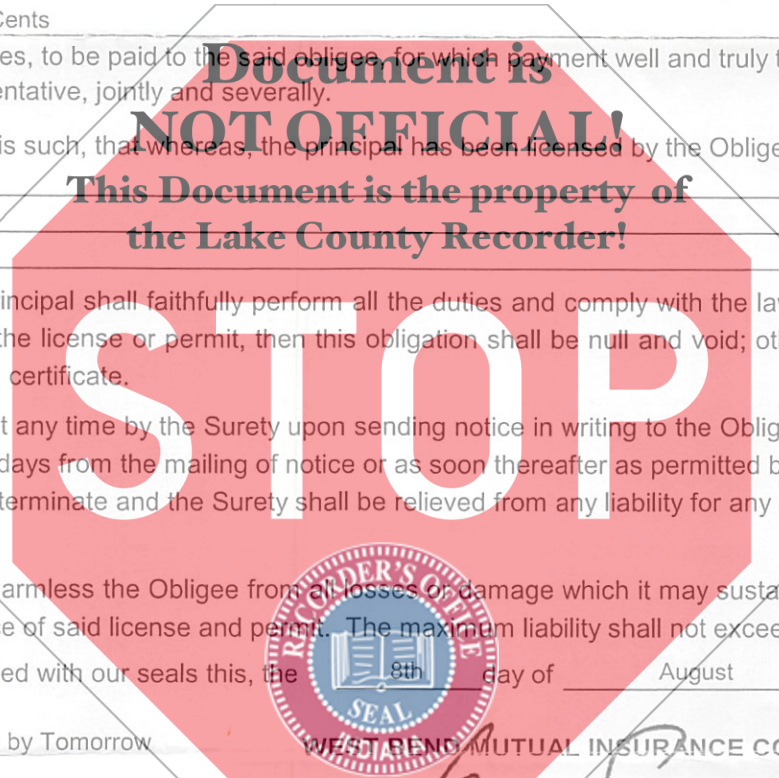 Cents
Document is
es, to be paid to the said obligee, for which payment well and truly t
entative, jointly and severally.
NOT OFFICIAL!
is such, that whereas, the principal has been licensed by the Oblige
This Document is the property of
the Lake County Recorder!
incipal shall faithfully perform all the duties and comply with the la
the license or permit, then this obligation shall be null and void; ot
certificate.
STOP
t any time by the Surety upon sending notice in writing to the Oblig
days from the mailing of notice or as soon thereafter as permitted b
terminate and the Surety shall be relieved from any liability for any
armless the Obligee from all losses or damage which it may susta
e of said license and permit. The maximum liability shall not excee
ed with our seals this, the 8th day of August
RECORDER'S OFFICE
SEAL
by Tomorrow
WEST BEND MUTUAL INSURANCE CO